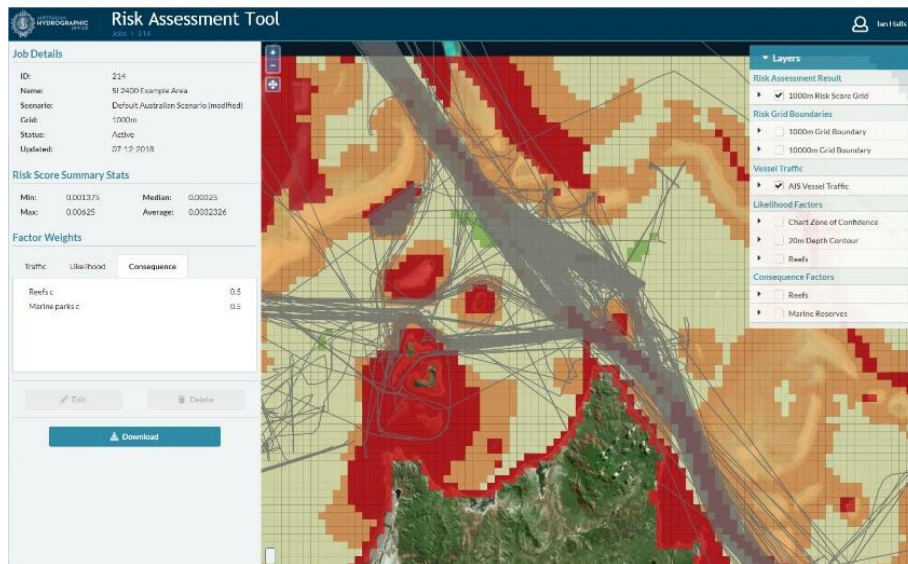 AUSTRALIAN
HYDROGRAPHIC
OFFICE
Risk Assessment Tool
Jobs > 214
Ian Halls
Job Details
ID: 214
Name: SI 2400 Example Area
Scenario: Default Australian Scenario (modified)
Grid: 1000m
Status: Active
Updated: 07-12-2018
Risk Score Summary Stats
Min: 0.001375 Median: 0.00325
Max: 0.00625 Average: 0.0032326
Factor Weights
Traffic Likelihood Consequence
Reefs c 0.5
Marine parks c 0.5
Edit Delete
Download
Layers
Risk Assessment Result
1000m Risk Score Grid
Risk Grid Boundaries
1000m Grid Boundary
10000m Grid Boundary
Vessel Traffic
AIS Vessel Traffic
Likelihood Factors
Chart Zone of Confidence
20m Depth Contour
Reefs
Consequence Factors
Reefs
Marine Reserves